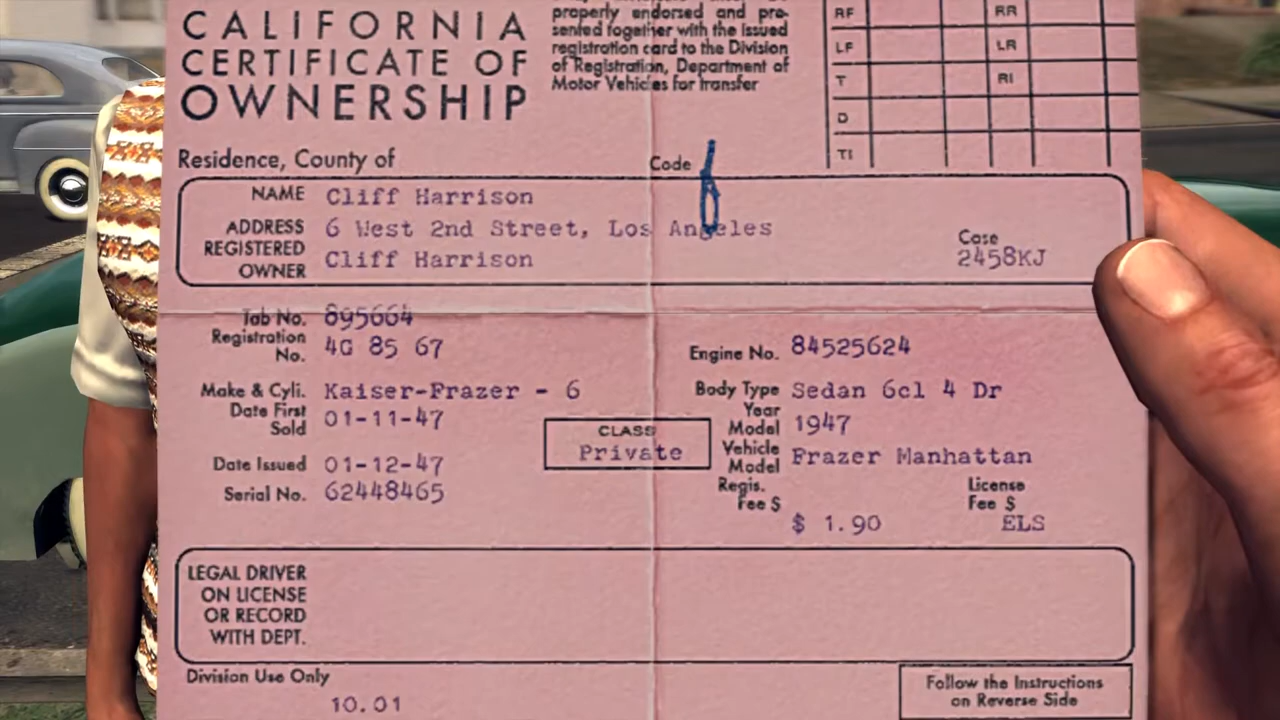 CALIFORNIA
CERTIFICATE OF
OWNERSHIP
properly endorsed and pre-
sented together with the issued
registration card to the Division
of Registration, Department of
Motor Vehicles for transfer
RF RR
LF LR
T RI
D
TI
Residence, County of Code 6
NAME Cliff Harrison
ADDRESS 6 West 2nd Street, Los Angeles
REGISTERED
OWNER Cliff Harrison
Case
2458KJ
Tab No. 895664
Registration
No. 4G 85 67
Engine No. 84525624
Make & Cyli. Kaiser-Frazer - 6
Body Type Sedan 6cl 4 Dr
Date First
Sold 01-11-47
Year
Model 1947
CLASS
Private
Vehicle
Model Frazer Manhattan
Date Issued 01-12-47
Serial No. 62448465
Regis.
Fee $
$ 1.90
License
Fee $
ELS
LEGAL DRIVER
ON LICENSE
OR RECORD
WITH DEPT.
Division Use Only
10.01
Follow the Instructions
on Reverse Side